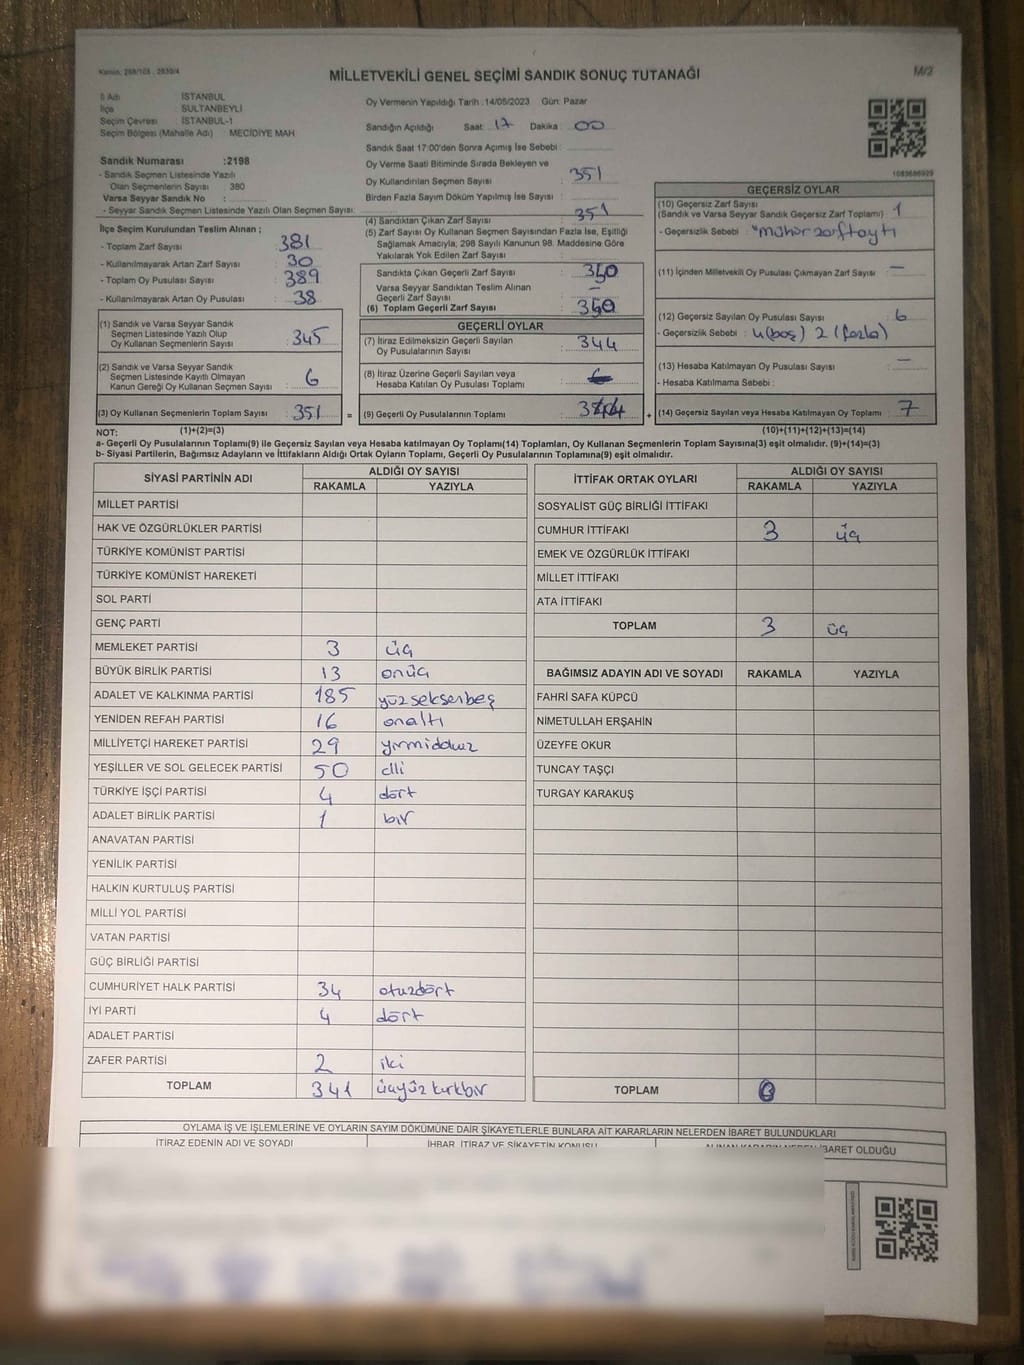 Kanun; 298/105 , 2839/4
MİLLETVEKİLİ GENEL SEÇİMİ SANDIK SONUÇ TUTANAĞI
M/2
İl Adı İSTANBUL
İlçe SULTANBEYLİ
Seçim Çevresi İSTANBUL-1
Seçim Bölgesi (Mahalle Adı) MECİDİYE MAH
Sandık Numarası :2198
- Sandık Seçmen Listesinde Yazılı
Olan Seçmenlerin Sayısı 380
Varsa Seyyar Sandık No :
- Seyyar Sandık Seçmen Listesinde Yazılı Olan Seçmen Sayısı
İlçe Seçim Kurulundan Teslim Alınan ;
- Toplam Zarf Sayısı : 381
- Kullanılmayarak Artan Zarf Sayısı : 30
- Toplam Oy Pusulası Sayısı : 389
- Kullanılmayarak Artan Oy Pusulası : 38
(1) Sandık ve Varsa Seyyar Sandık
Seçmen Listesinde Yazılı Olup
Oy Kullanan Seçmenlerin Sayısı : 345
(2) Sandık ve Varsa Seyyar Sandık
Seçmen Listesinde Kayıtlı Olmayan
Kanun Gereği Oy Kullanan Seçmen Sayısı : 6
(3) Oy Kullanan Seçmenlerin Toplam Sayısı : 351
Oy Vermenin Yapıldığı Tarih :14/05/2023 Gün: Pazar
Sandığın Açıldığı Saat: 17 Dakika: 00
Sandık Saat 17:00'den Sonra Açımış İse Sebebi :
Oy Verme Saati Bitiminde Sırada Bekleyen ve
Oy Kullandırılan Seçmen Sayısı : 351
Birden Fazla Sayım Döküm Yapılmış İse Sayısı :
(4) Sandıktan Çıkan Zarf Sayısı : 351
(5) Zarf Sayısı Oy Kullanan Seçmen Sayısından Fazla İse, Eşitliği
Sağlamak Amacıyla; 298 Sayılı Kanunun 98. Maddesine Göre
Yakılarak Yok Edilen Zarf Sayısı :
Sandıkta Çıkan Geçerli Zarf Sayısı : 350
Varsa Seyyar Sandıktan Teslim Alınan
Geçerli Zarf Sayısı : –
(6) Toplam Geçerli Zarf Sayısı : 350
GEÇERLİ OYLAR
(7) İtiraz Edilmeksizin Geçerli Sayılan
Oy Pusulalarının Sayısı : 344
(8) İtiraz Üzerine Geçerli Sayılan veya
Hesaba Katılan Oy Pusulası Toplamı :
= (9) Geçerli Oy Pusulalarının Toplamı : 344
1083686929
GEÇERSİZ OYLAR
(10) Geçersiz Zarf Sayısı
(Sandık ve Varsa Seyyar Sandık Geçersiz Zarf Toplamı) : 1
- Geçersizlik Sebebi :
(11) İçinden Milletvekili Oy Pusulası Çıkmayan Zarf Sayısı : –
(12) Geçersiz Sayılan Oy Pusulası Sayısı : 6
- Geçersizlik Sebebi : 4(boş) 2 (fazla)
(13) Hesaba Katılmayan Oy Pusulası Sayısı : –
- Hesaba Katılmama Sebebi :
+ (14) Geçersiz Sayılan veya Hesaba Katılmayan Oy Toplamı : 7
NOT: (1)+(2)=(3) (10)+(11)+(12)+(13)=(14)
a- Geçerli Oy Pusulalarının Toplamı(9) ile Geçersiz Sayılan veya Hesaba katılmayan Oy Toplamı(14) Toplamları, Oy Kullanan Seçmenlerin Toplam Sayısına(3) eşit olmalıdır. (9)+(14)=(3)
b- Siyasi Partilerin, Bağımsız Adayların ve İttifakların Aldığı Ortak Oyların Toplamı, Geçerli Oy Pusulalarının Toplamına(9) eşit olmalıdır.
SİYASİ PARTİNİN ADI ALDIĞI OY SAYISI
RAKAMLA YAZIYLA
MİLLET PARTİSİ
HAK VE ÖZGÜRLÜKLER PARTİSİ
TÜRKİYE KOMÜNİST PARTİSİ
TÜRKİYE KOMÜNİST HAREKETİ
SOL PARTİ
GENÇ PARTİ
MEMLEKET PARTİSİ 3 üç
BÜYÜK BİRLİK PARTİSİ 13 onüç
ADALET VE KALKINMA PARTİSİ 185 yüzseksenbeş
YENİDEN REFAH PARTİSİ 16 onaltı
MİLLİYETÇİ HAREKET PARTİSİ 29 yirmidokuz
YEŞİLLER VE SOL GELECEK PARTİSİ 50 elli
TÜRKİYE İŞÇİ PARTİSİ 4 dört
ADALET BİRLİK PARTİSİ 1 bir
ANAVATAN PARTİSİ
YENİLİK PARTİSİ
HALKIN KURTULUŞ PARTİSİ
MİLLİ YOL PARTİSİ
VATAN PARTİSİ
GÜÇ BİRLİĞİ PARTİSİ
CUMHURİYET HALK PARTİSİ 34 otuzdört
İYİ PARTİ 4 dört
ADALET PARTİSİ
ZAFER PARTİSİ 2 iki
TOPLAM 341 üçyüzkırkbir
İTTİFAK ORTAK OYLARI ALDIĞI OY SAYISI
RAKAMLA YAZIYLA
SOSYALİST GÜÇ BİRLİĞİ İTTİFAKI
CUMHUR İTTİFAKI 3 üç
EMEK VE ÖZGÜRLÜK İTTİFAKI
MİLLET İTTİFAKI
ATA İTTİFAKI
TOPLAM 3 üç
BAĞIMSIZ ADAYIN ADI VE SOYADI RAKAMLA YAZIYLA
FAHRİ SAFA KÜPCÜ
NİMETULLAH ERŞAHİN
ÜZEYFE OKUR
TUNCAY TAŞÇI
TURGAY KARAKUŞ
TOPLAM
OYLAMA İŞ VE İŞLEMLERİNE VE OYLARIN SAYIM DÖKÜMÜNE DAİR ŞİKAYETLERLE BUNLARA AİT KARARLARIN NELERDEN İBARET BULUNDUKLARI
İTİRAZ EDENİN ADI VE SOYADI İHBAR, İTİRAZ VE ŞİKAYETİN KONUSU ALINAN KARARIN NEDEN İBARET OLDUĞU